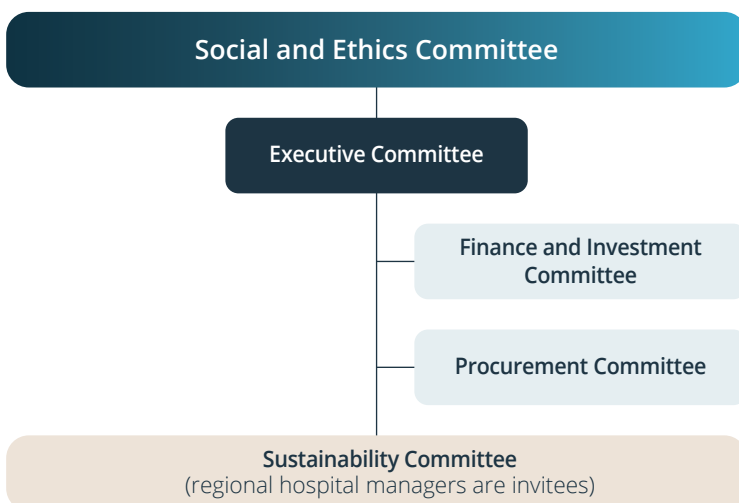 Social and Ethics Committee
Executive Committee
Finance and Investment
Committee
Procurement Committee
Sustainability Committee
(regional hospital managers are invitees)